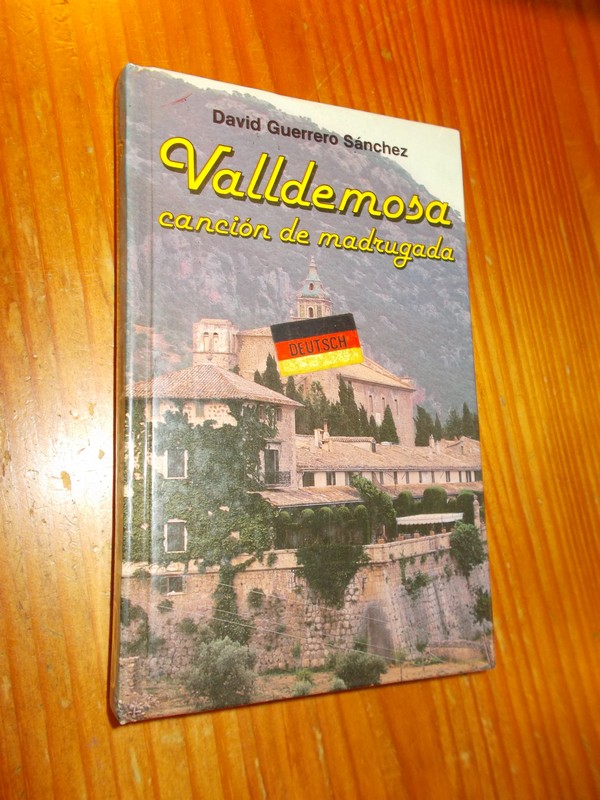 David Guerrero Sánchez
Valldemosa
canción de madrugada
DEUTSCH